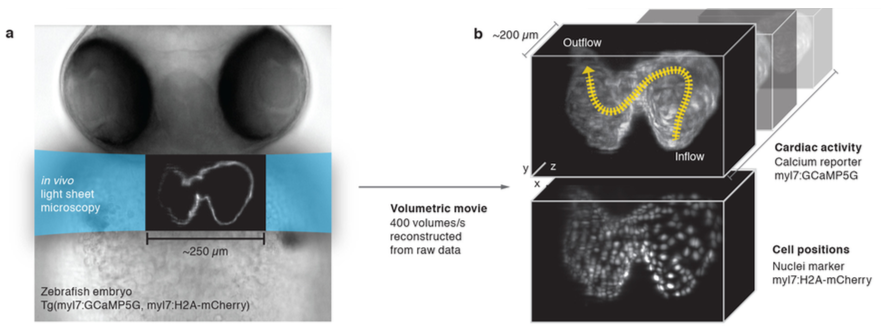 a
in vivo
light sheet
microscopy
~250 µm
Zebrafish embryo
Tg(myl7:GCaMP5G, myl7:H2A-mCherry)
Volumetric movie
400 volumes/s
reconstructed
from raw data
b
~200 µm
Outflow
Inflow
y
z
x
Cardiac activity
Calcium reporter
myl7:GCaMP5G
Cell positions
Nuclei marker
myl7:H2A-mCherry